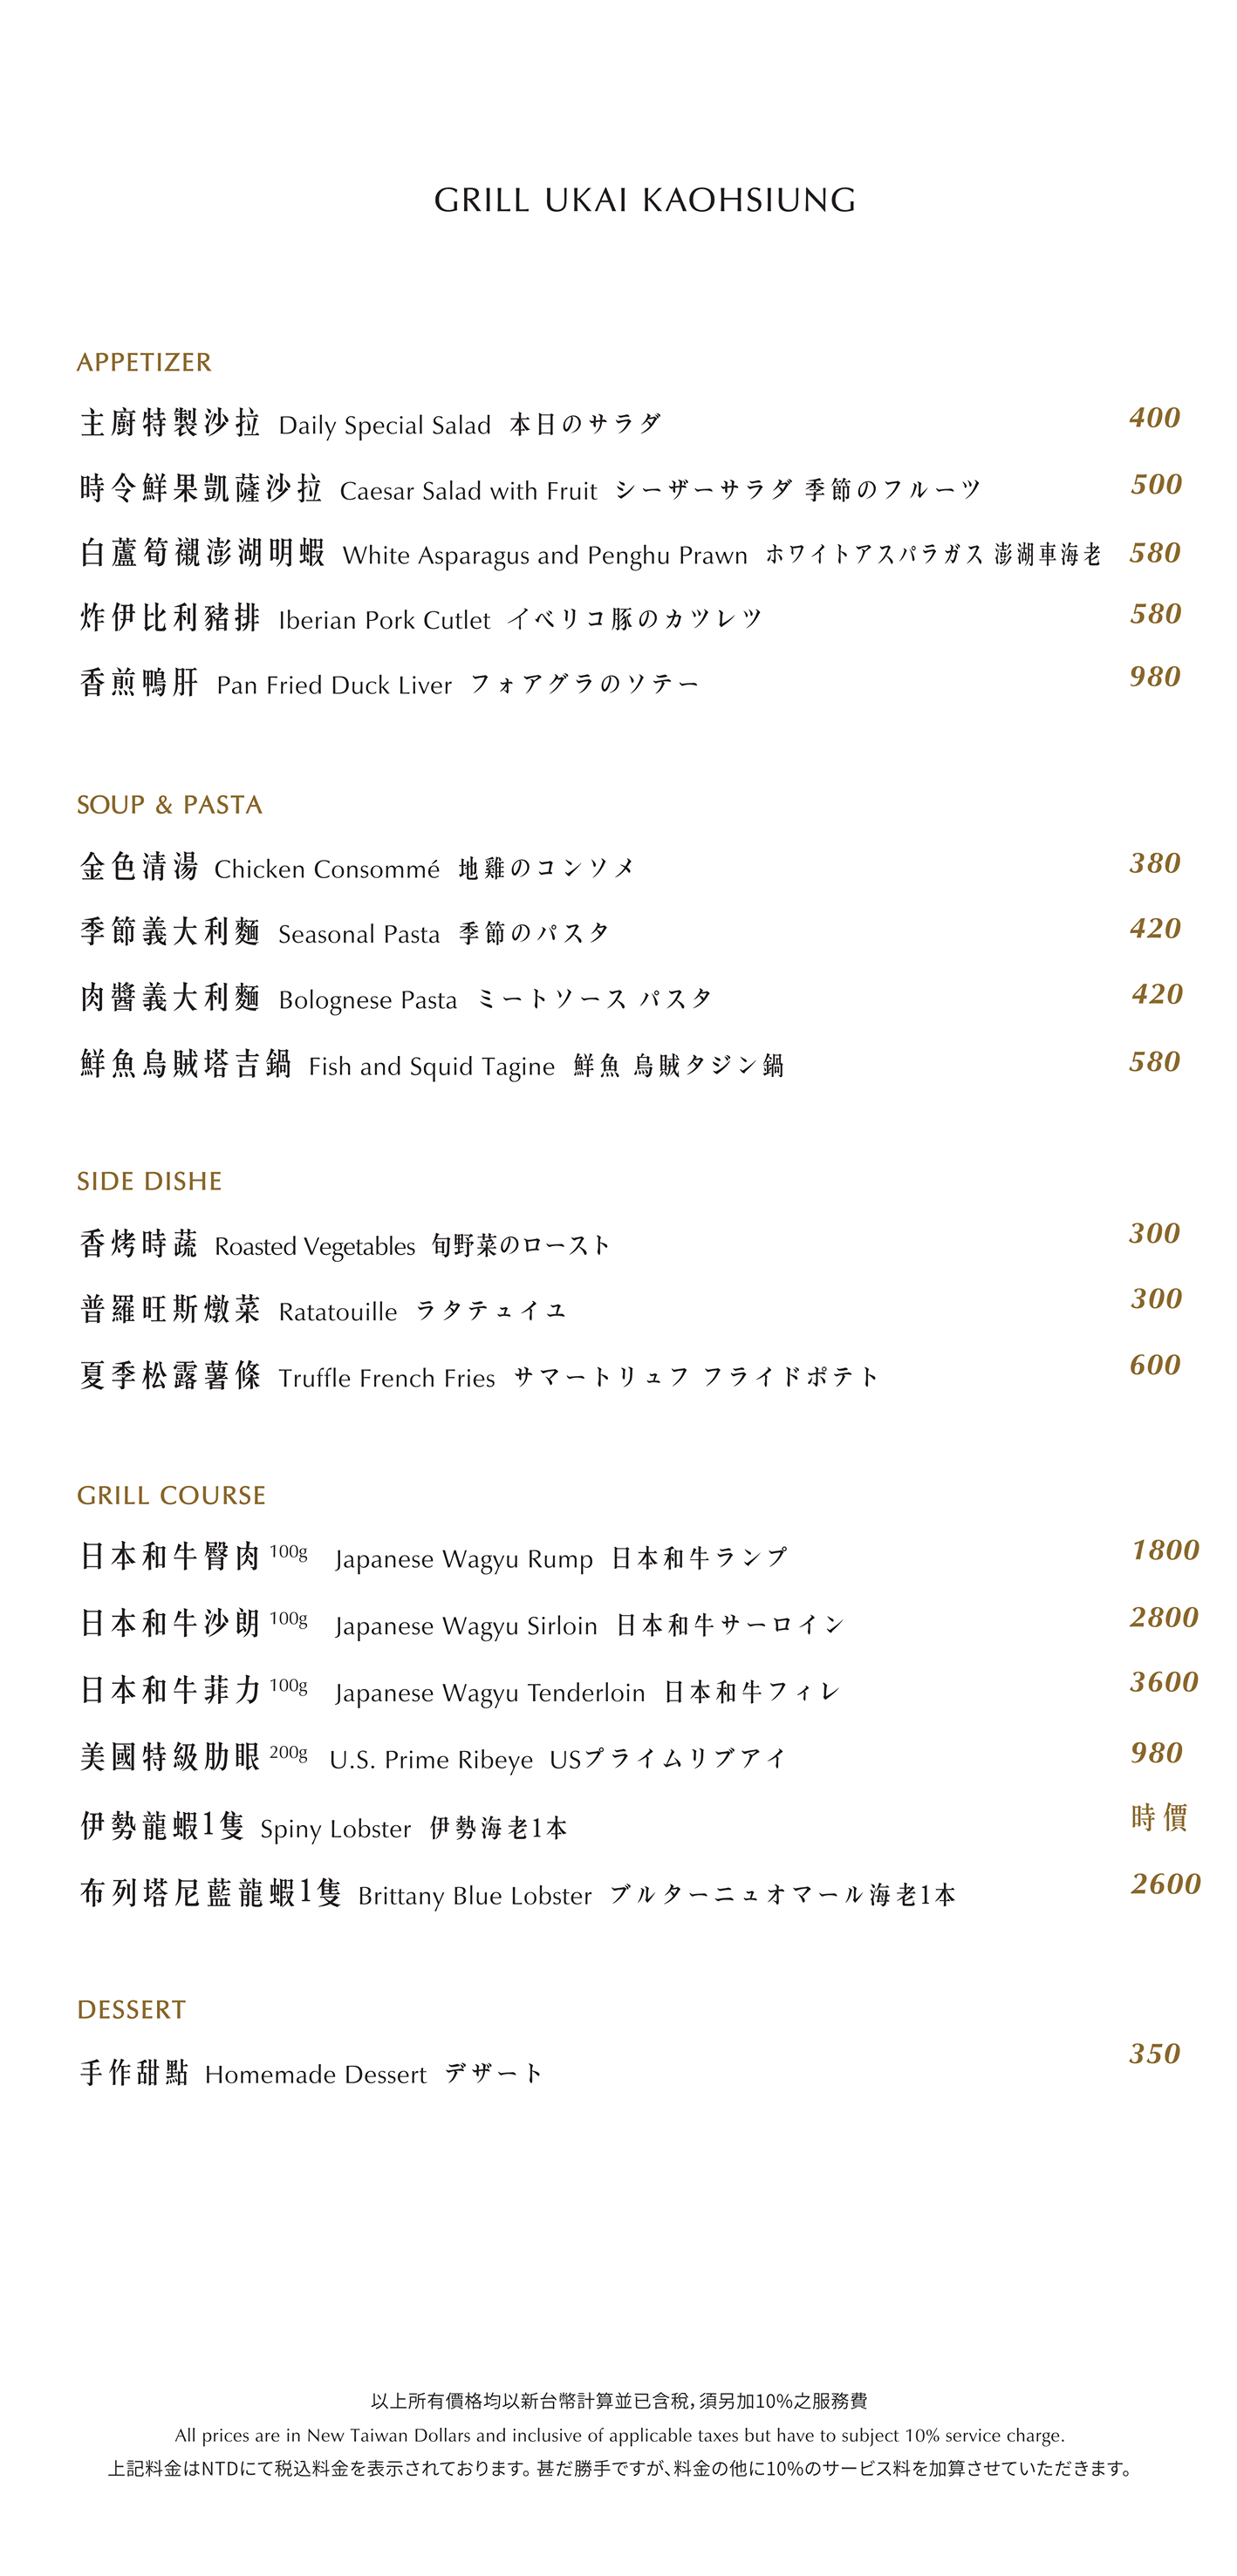 GRILL UKAI KAOHSIUNG
APPETIZER
主廚特製沙拉 Daily Special Salad 本日のサラダ 400
時令鮮果凱薩沙拉 Caesar Salad with Fruit シーザーサラダ 季節のフルーツ 500
白蘆筍襯澎湖明蝦 White Asparagus and Penghu Prawn ホワイトアスパラガス 澎湖車海老 580
炸伊比利豬排 Iberian Pork Cutlet イベリコ豚のカツレツ 580
香煎鴨肝 Pan Fried Duck Liver フォアグラのソテー 980
SOUP & PASTA
金色清湯 Chicken Consommé 地雞のコンソメ 380
季節義大利麵 Seasonal Pasta 季節のパスタ 420
肉醬義大利麵 Bolognese Pasta ミートソース パスタ 420
鮮魚烏賊塔吉鍋 Fish and Squid Tagine 鮮魚 烏賊タジン鍋 580
SIDE DISHE
香烤時蔬 Roasted Vegetables 旬野菜のロースト 300
普羅旺斯燉菜 Ratatouille ラタテュイユ 300
夏季松露薯條 Truffle French Fries サマートリュフ フライドポテト 600
GRILL COURSE
日本和牛臀肉 100g Japanese Wagyu Rump 日本和牛ランプ 1800
日本和牛沙朗 100g Japanese Wagyu Sirloin 日本和牛サーロイン 2800
日本和牛菲力 100g Japanese Wagyu Tenderloin 日本和牛フィレ 3600
美國特級肋眼 200g U.S. Prime Ribeye USプライムリブアイ 980
伊勢龍蝦1隻 Spiny Lobster 伊勢海老1本 時價
布列塔尼藍龍蝦1隻 Brittany Blue Lobster ブルターニュオマール海老1本 2600
DESSERT
手作甜點 Homemade Dessert デザート 350
以上所有價格均以新台幣計算並已含稅，須另加10%之服務費
All prices are in New Taiwan Dollars and inclusive of applicable taxes but have to subject 10% service charge.
上記料金はNTDにて税込料金を表示されております。甚だ勝手ですが、料金の他に10%のサービス料を加算させていただきます。